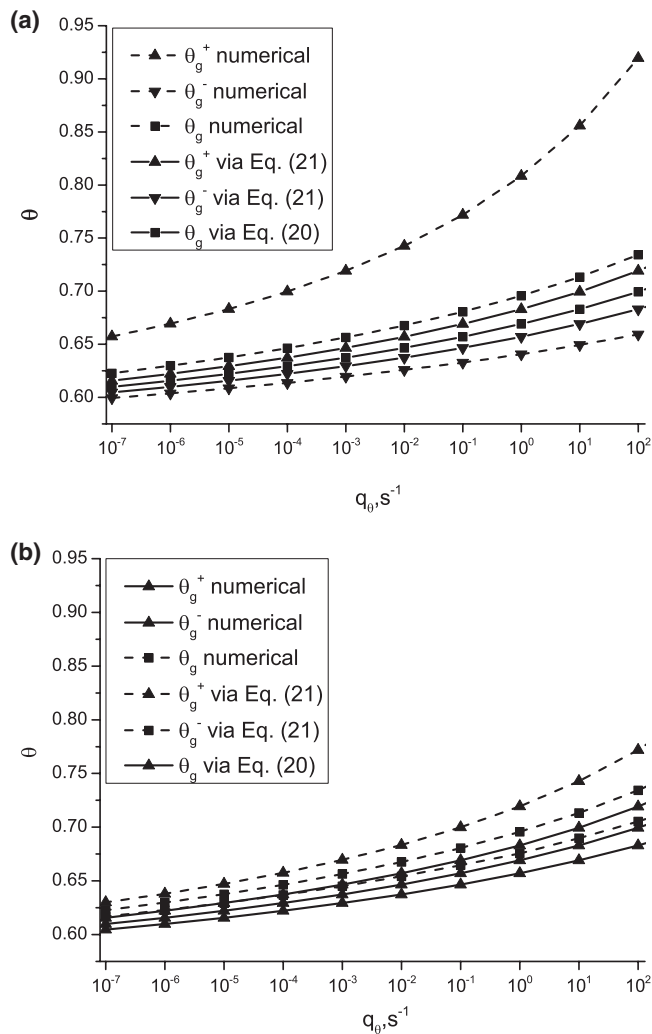 (a)
0.95
0.90
0.85
0.80
0.75
0.70
0.65
0.60
θ
θg+ numerical
θg- numerical
θg numerical
θg+ via Eq. (21)
θg- via Eq. (21)
θg via Eq. (20)
10-7 10-6 10-5 10-4 10-3 10-2 10-1 100 101 102
qθ,s-1
(b)
0.95
0.90
0.85
0.80
0.75
0.70
0.65
0.60
θ
θg+ numerical
θg- numerical
θg numerical
θg+ via Eq. (21)
θg- via Eq. (21)
θg via Eq. (20)
10-7 10-6 10-5 10-4 10-3 10-2 10-1 100 101 102
qθ,s-1